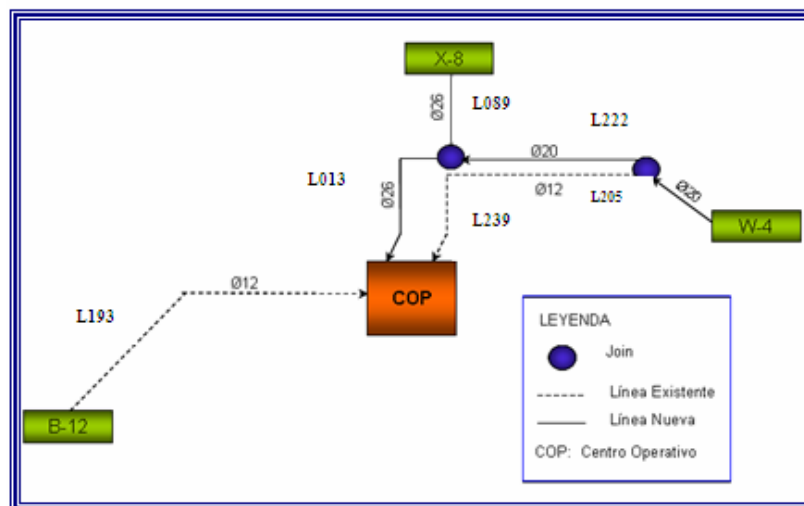 X-8
Ø26
L089
L222
Ø20
L013
Ø26
Ø12
L205
Ø20
L239
W-4
COP
Ø12
L193
B-12
LEYENDA
Join
Línea Existente
Línea Nueva
COP: Centro Operativo